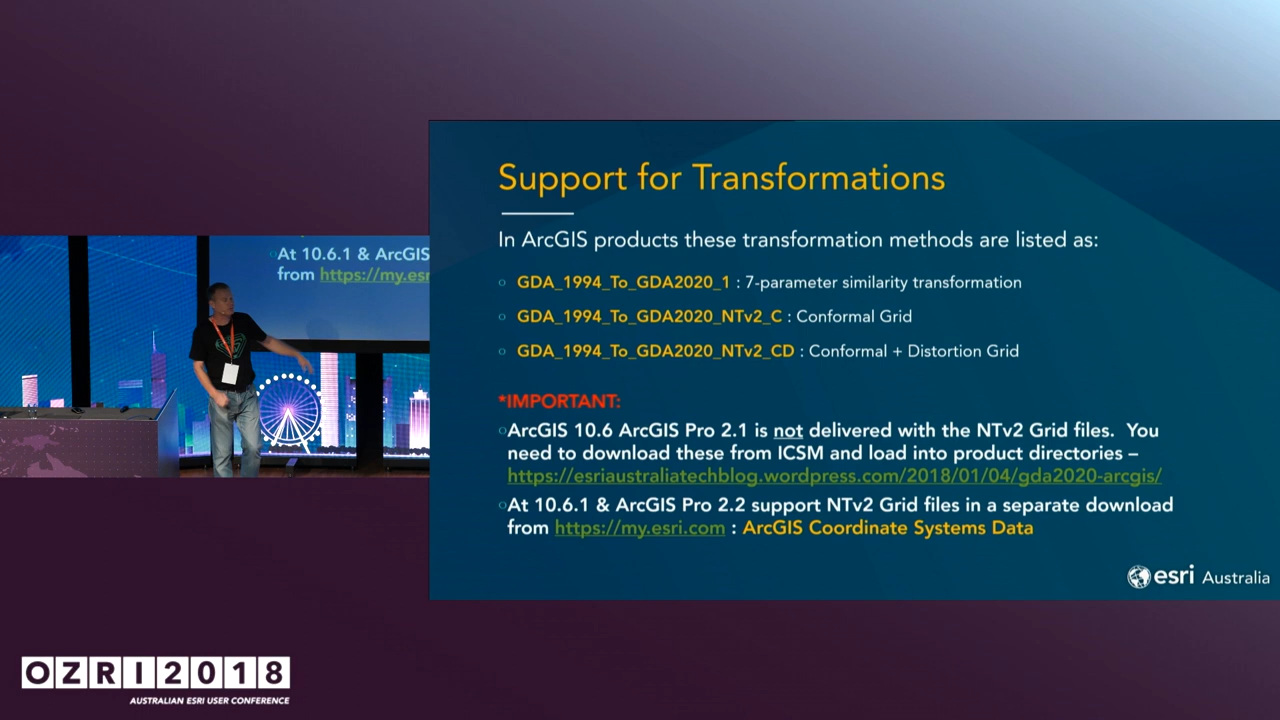 Support for Transformations
In ArcGIS products these transformation methods are listed as:
GDA_1994_To_GDA2020_1 : 7-parameter similarity transformation
GDA_1994_To_GDA2020_NTv2_C : Conformal Grid
GDA_1994_To_GDA2020_NTv2_CD : Conformal + Distortion Grid
*IMPORTANT:
ArcGIS 10.6 ArcGIS Pro 2.1 is not delivered with the NTv2 Grid files. You
need to download these from ICSM and load into product directories –
https://esriaustraliatechblog.wordpress.com/2018/01/04/gda2020-arcgis/
At 10.6.1 & ArcGIS Pro 2.2 support NTv2 Grid files in a separate download
from https://my.esri.com : ArcGIS Coordinate Systems Data
esri Australia
At 10.6.1 & ArcGIS
from https://my.esr
OZRI2018
AUSTRALIAN ESRI USER CONFERENCE